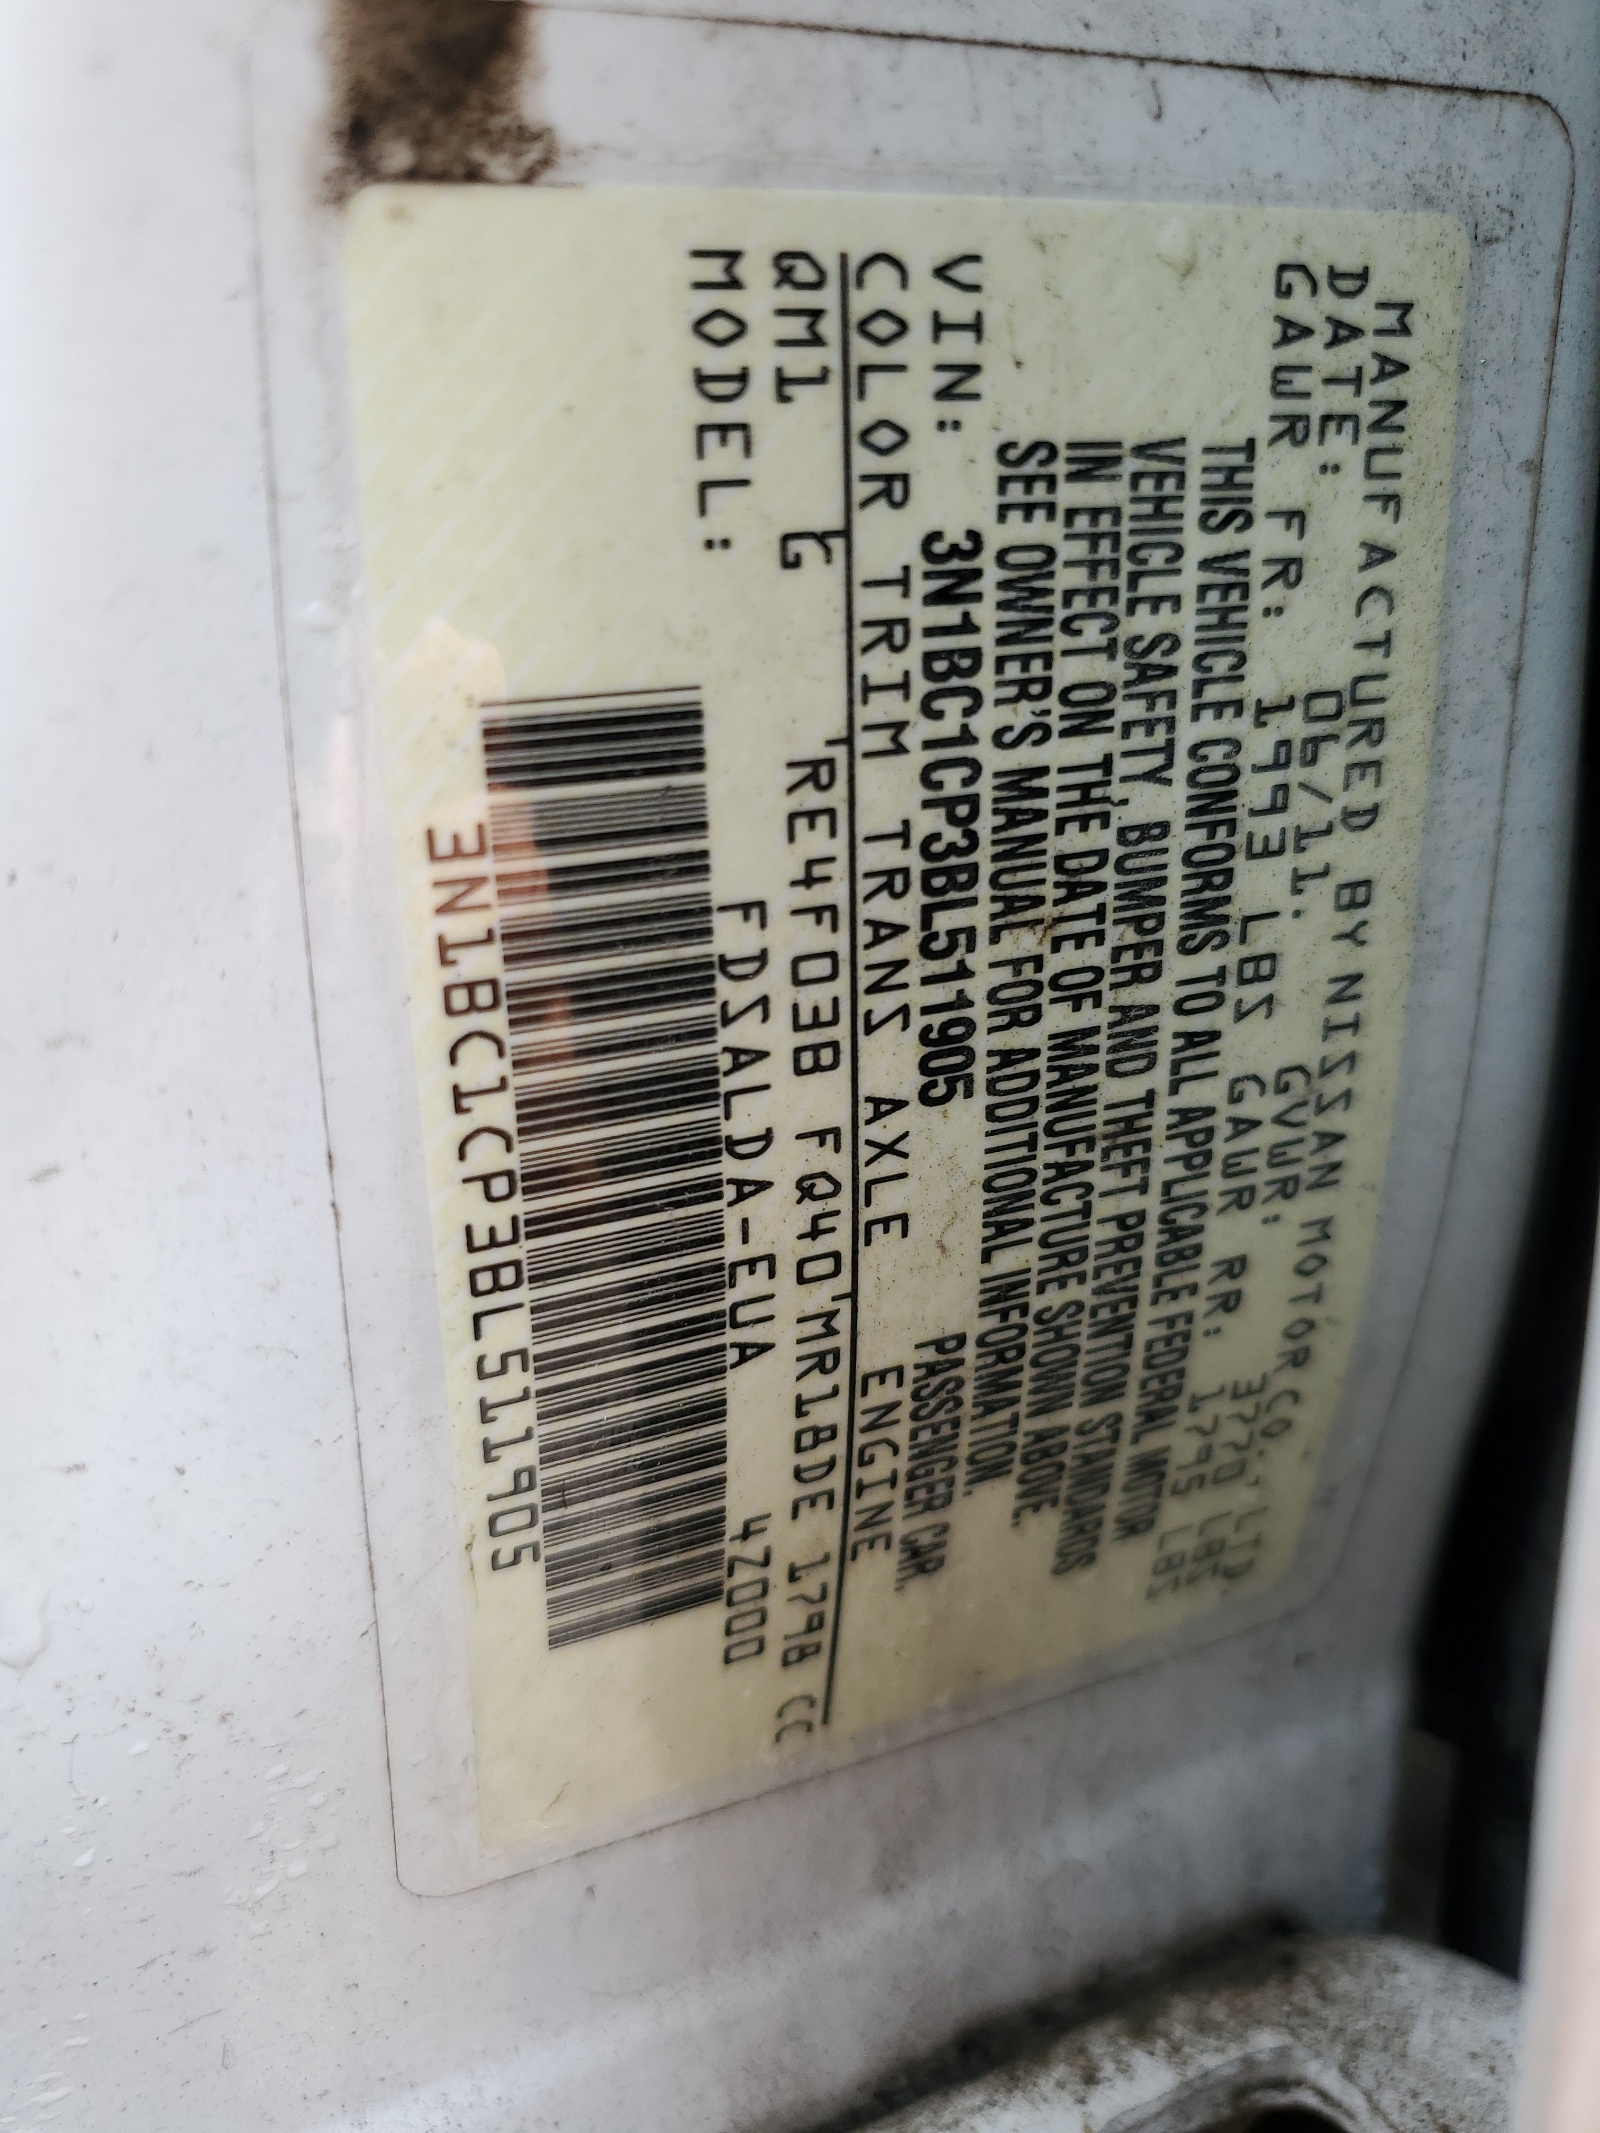 MANUFACTURED BY NISSAN MOTOR CO., LTD.
DATE: 06/11. GVWR: 3770 LBS
GAWR FR: 1993 LBS GAWR RR: 1795 LBS
THIS VEHICLE CONFORMS TO ALL APPLICABLE FEDERAL MOTOR
VEHICLE SAFETY, BUMPER AND THEFT PREVENTION STANDARDS
IN EFFECT ON THE DATE OF MANUFACTURE SHOWN ABOVE.
SEE OWNER'S MANUAL FOR ADDITIONAL INFORMATION.
VIN: 3N1BC1CP3BL511905 PASSENGER CAR.
COLOR TRIM TRANS AXLE ENGINE
QM1 G RE4F03B FQ40 MR18DE 1798 CC
MODEL: FDSALDA-EUA 4Z000
3N1BC1CP3BL511905